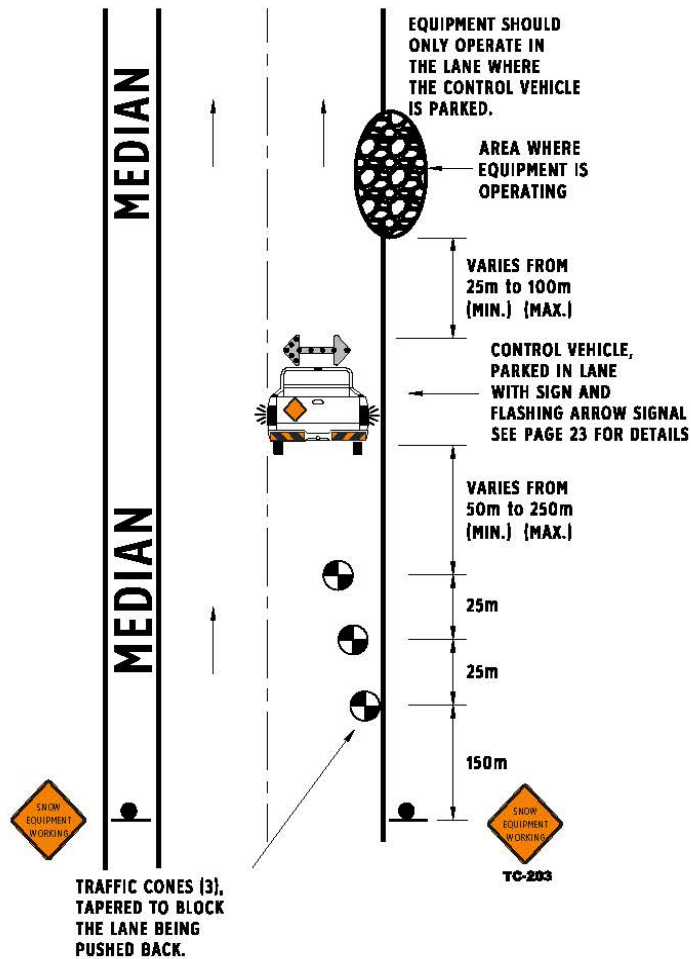 EQUIPMENT SHOULD
ONLY OPERATE IN
THE LANE WHERE
THE CONTROL VEHICLE
IS PARKED.
MEDIAN
AREA WHERE
EQUIPMENT IS
OPERATING
VARIES FROM
25m to 100m
(MIN.) (MAX.)
CONTROL VEHICLE,
PARKED IN LANE
WITH SIGN AND
FLASHING ARROW SIGNAL
SEE PAGE 23 FOR DETAILS
VARIES FROM
50m to 250m
(MIN.) (MAX.)
MEDIAN
25m
25m
150m
SNOW
EQUIPMENT
WORKING
SNOW
EQUIPMENT
WORKING
TC-203
TRAFFIC CONES (3),
TAPERED TO BLOCK
THE LANE BEING
PUSHED BACK.